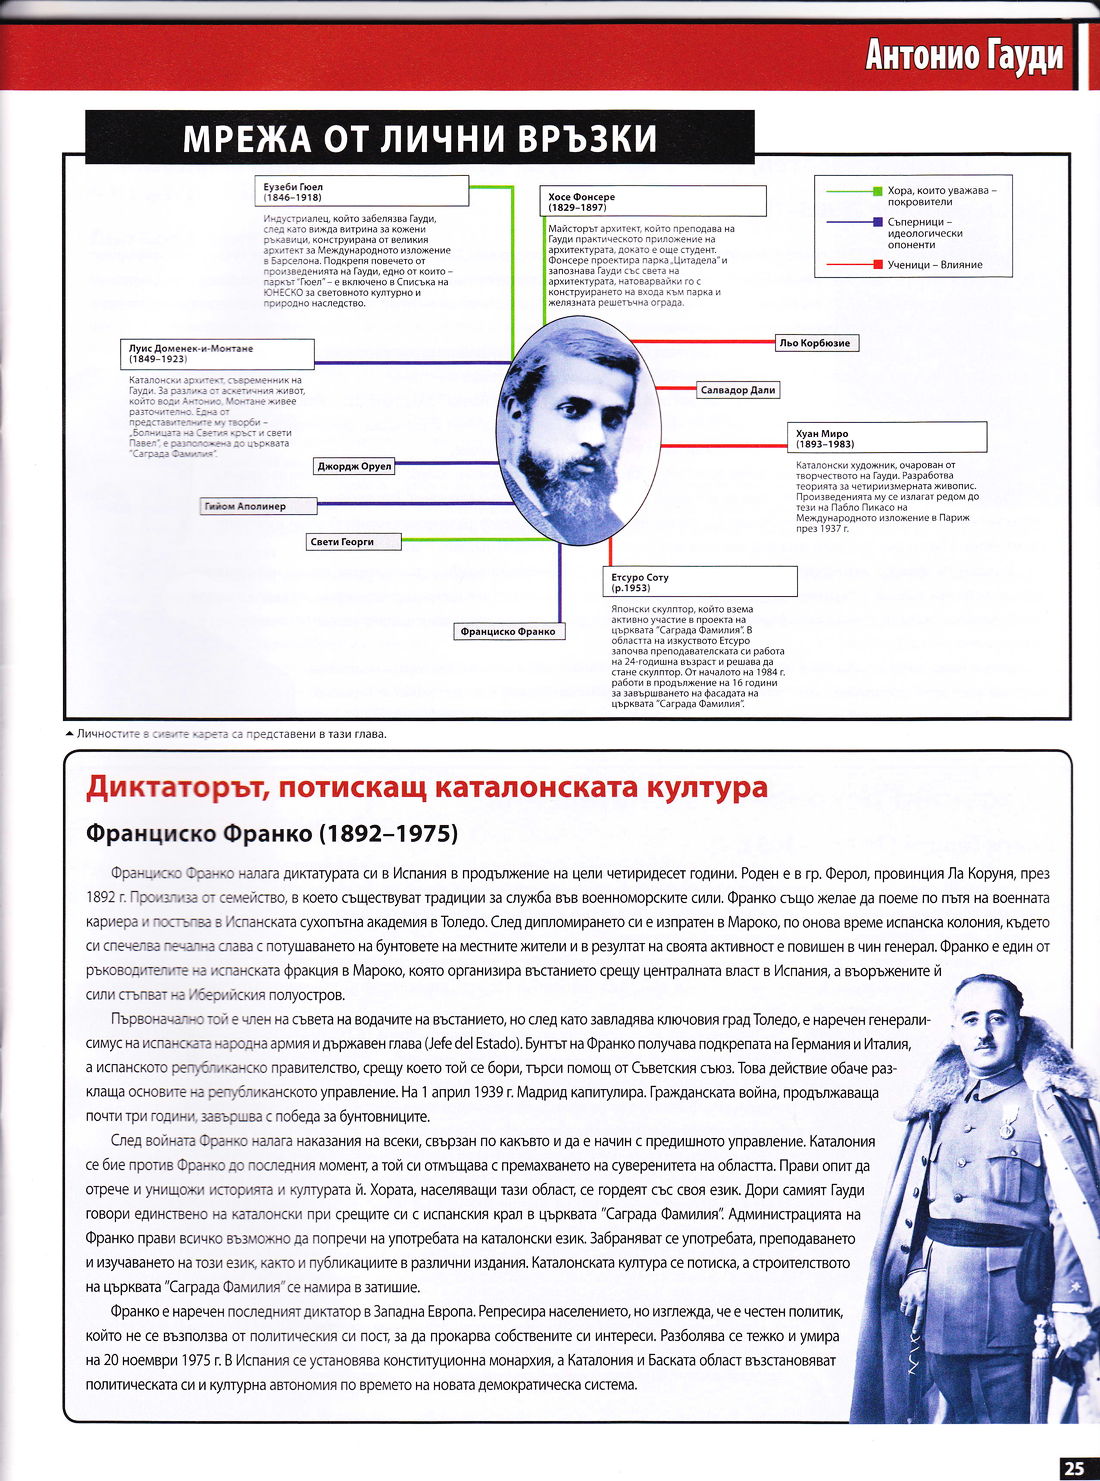 Антонио Гауди
МРЕЖА ОТ ЛИЧНИ ВРЪЗКИ
Еузеби Гюел
(1846–1918)
Индустриалец, който забелязва Гауди,
след като вижда витрина за кожени
ръкавици, конструирана от великия
архитект за Международното изложение
в Барселона. Подкрепя повечето от
произведенията на Гауди, едно от които –
паркът "Гюел" – е включено в Списъка на
ЮНЕСКО за световното културно и
природно наследство.
Хосе Фонсере
(1829–1897)
Майсторът архитект, който преподава на
Гауди практическото приложение на
архитектурата, докато е още студент.
Фонсере проектира парка „Цитадела" и
запознава Гауди със света на
архитектурата, натоварвайки го с
конструирането на входа към парка и
желязната решетъчна ограда.
Хора, които уважава –
покровители
Съперници –
идеологически
опоненти
Ученици – Влияние
Луис Доменек-и-Монтане
(1849–1923)
Каталонски архитект, съвременник на
Гауди. За разлика от аскетичния живот,
който води Антонио, Монтане живее
разточително. Една от
представителните му творби –
„Болницата на Светия кръст и свети
Павел", е разположена до църквата
"Саграда Фамилия".
Льо Корбюзие
Салвадор Дали
Хуан Миро
(1893–1983)
Каталонски художник, очарован от
творчеството на Гауди. Разработва
теорията за четириизмерната живопис.
Произведенията му се излагат редом до
тези на Пабло Пикасо на
Международното изложение в Париж
през 1937 г.
Джордж Оруел
Гийом Аполинер
Свети Георги
Франциско Франко
Етсуро Соту
(р.1953)
Японски скулптор, който взема
активно участие в проекта на
църквата "Саграда Фамилия". В
областта на изкуството Етсуро
започва преподавателската си работа
на 24-годишна възраст и решава да
стане скулптор. От началото на 1984 г.
работи в продължение на 16 години
за завършването на фасадата на
църквата "Саграда Фамилия".
Личностите в сивите карета са представени в тази глава.
Диктаторът, потискащ каталонската култура
Франциско Франко (1892–1975)
Франциско Франко налага диктатурата си в Испания в продължение на цели четиридесет години. Роден е в гр. Ферол, провинция Ла Коруня, през
1892 г. Произлиза от семейство, в което съществуват традиции за служба във военноморските сили. Франко също желае да поеме по пътя на военната
кариера и постъпва в Испанската сухопътна академия в Толедо. След дипломирането си е изпратен в Мароко, по онова време испанска колония, където
си спечелва печална слава с потушаването на бунтовете на местните жители и в резултат на своята активност е повишен в чин генерал. Франко е един от
ръководителите на испанската фракция в Мароко, която организира въстанието срещу централната власт в Испания, а въоръжените й
сили стъпват на Иберийския полуостров.
Първоначално той е член на съвета на водачите на въстанието, но след като завладява ключовия град Толедо, е наречен генерали-
симус на испанската народна армия и държавен глава (Jefe del Estado). Бунтът на Франко получава подкрепата на Германия и Италия,
а испанското републиканско правителство, срещу което той се бори, търси помощ от Съветския съюз. Това действие обаче раз-
клаща основите на републиканското управление. На 1 април 1939 г. Мадрид капитулира. Гражданската война, продължаваща
почти три години, завършва с победа за бунтовниците.
След войната Франко налага наказания на всеки, свързан по какъвто и да е начин с предишното управление. Каталония
се бие против Франко до последния момент, а той си отмъщава с премахването на суверенитета на областта. Прави опит да
отрече и унищожи историята и културата й. Хората, населяващи тази област, се гордеят със своя език. Дори самият Гауди
говори единствено на каталонски при срещите си с испанския крал в църквата "Саграда Фамилия". Администрацията на
Франко прави всичко възможно да попречи на употребата на каталонски език. Забраняват се употребата, преподаването
и изучаването на този език, както и публикациите в различни издания. Каталонската култура се потиска, а строителството
на църквата "Саграда Фамилия" се намира в затишие.
Франко е наречен последният диктатор в Западна Европа. Репресира населението, но изглежда, че е честен политик,
който не се възползва от политическия си пост, за да прокарва собствените си интереси. Разболява се тежко и умира
на 20 ноември 1975 г. В Испания се установява конституционна монархия, а Каталония и Баската област възстановяват
политическата си и културна автономия по времето на новата демократическа система.
25